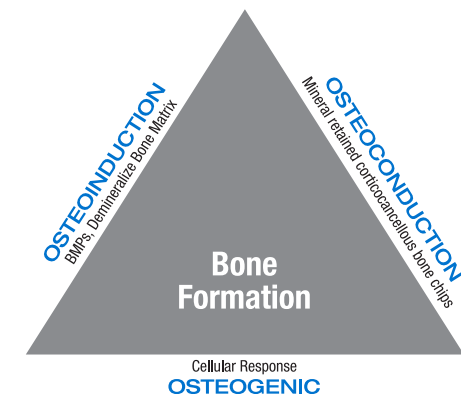 OSTEOINDUCTION
BMPs, Demineralize Bone Matrix
OSTEOCONDUCTION
Mineral retained corticocancellous bone chips
Bone
Formation
Cellular Response
OSTEOGENIC